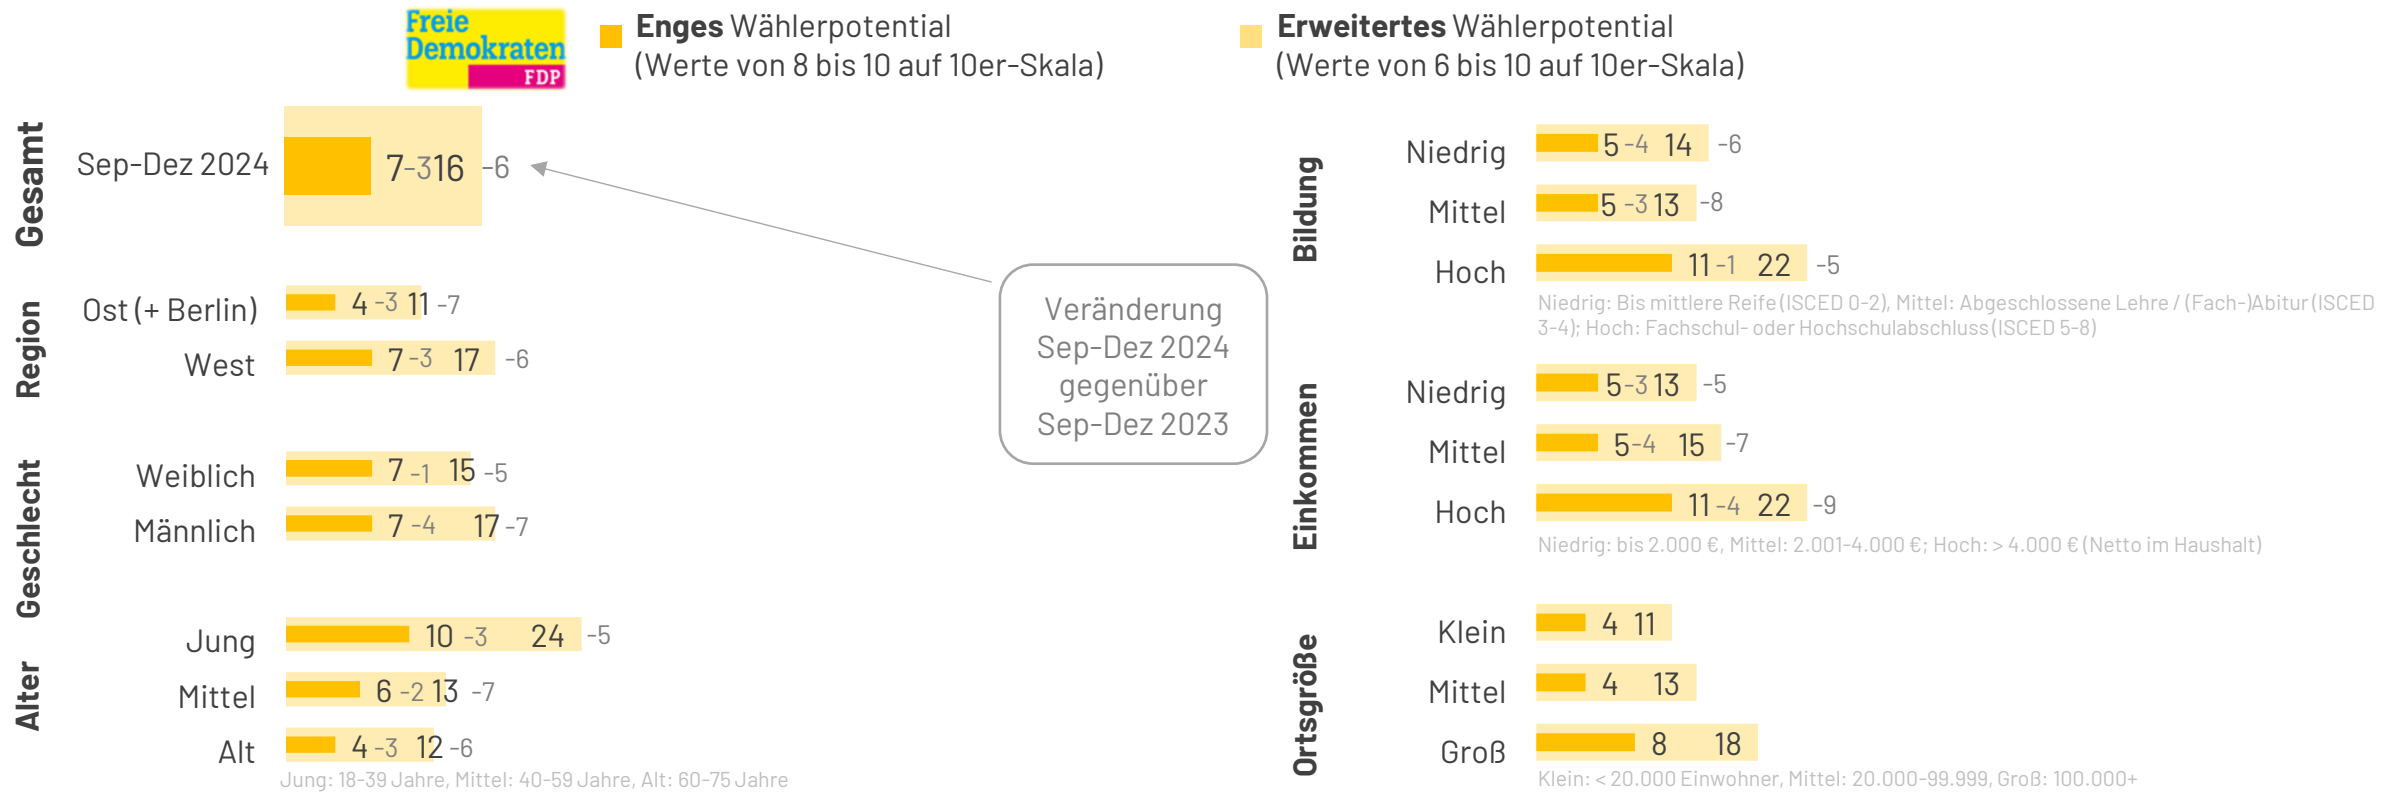 Freie
Demokraten
FDP
Enges Wählerpotential
(Werte von 8 bis 10 auf 10er-Skala)
Erweitertes Wählerpotential
(Werte von 6 bis 10 auf 10er-Skala)
Gesamt
Sep-Dez 2024 7 -3 16 -6
Region
Ost (+ Berlin) 4 -3 11 -7
West 7 -3 17 -6
Geschlecht
Weiblich 7 -1 15 -5
Männlich 7 -4 17 -7
Alter
Jung 10 -3 24 -5
Mittel 6 -2 13 -7
Alt 4 -3 12 -6
Jung: 18-39 Jahre, Mittel: 40-59 Jahre, Alt: 60-75 Jahre
Veränderung
Sep-Dez 2024
gegenüber
Sep-Dez 2023
Bildung
Niedrig 5 -4 14 -6
Mittel 5 -3 13 -8
Hoch 11 -1 22 -5
Niedrig: Bis mittlere Reife (ISCED 0-2), Mittel: Abgeschlossene Lehre / (Fach-)Abitur (ISCED
3-4); Hoch: Fachschul- oder Hochschulabschluss (ISCED 5-8)
Einkommen
Niedrig 5 -3 13 -5
Mittel 5 -4 15 -7
Hoch 11 -4 22 -9
Niedrig: bis 2.000 €, Mittel: 2.001-4.000 €; Hoch: > 4.000 € (Netto im Haushalt)
Ortsgröße
Klein 4 11
Mittel 4 13
Groß 8 18
Klein: < 20.000 Einwohner, Mittel: 20.000-99.999, Groß: 100.000+